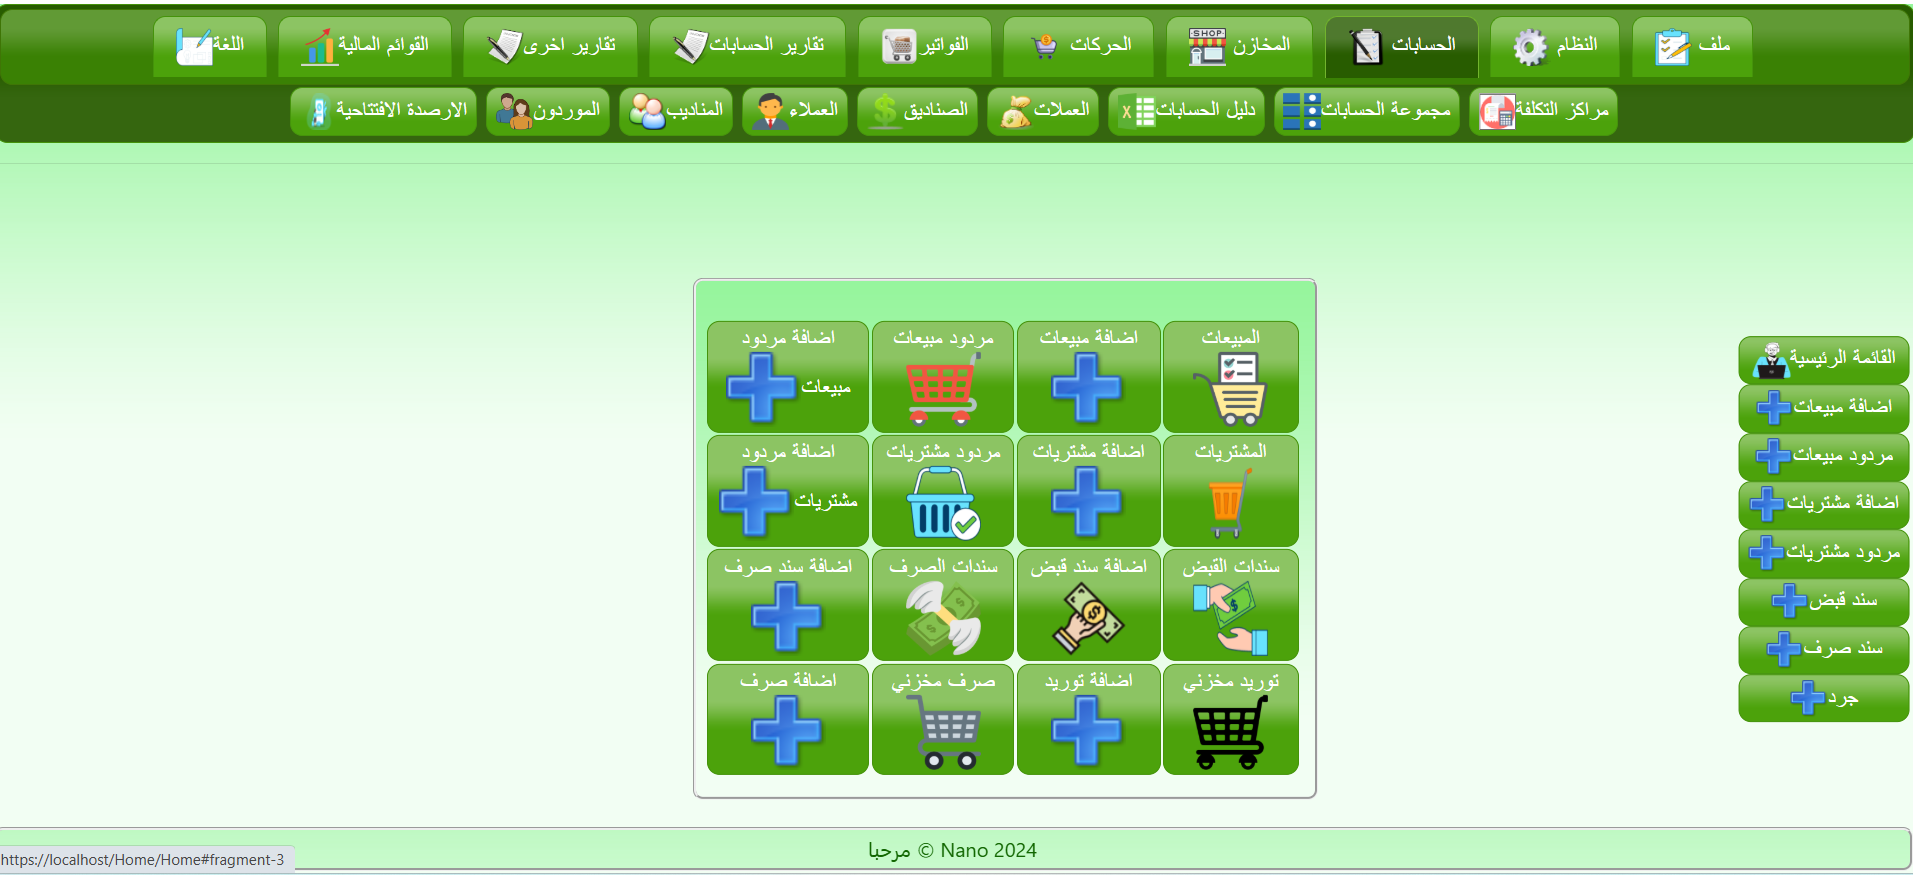 ملف
النظام
الحسابات
المخازن
الحركات
الفواتير
تقارير الحسابات
تقارير اخرى
القوائم المالية
اللغة
مراكز التكلفة
مجموعة الحسابات
دليل الحسابات
العملات
الصناديق
العملاء
المناديب
الموردون
الارصدة الافتتاحية
القائمة الرئيسية
اضافة مبيعات
مردود مبيعات
اضافة مشتريات
مردود مشتريات
سند قبض
سند صرف
جرد
المبيعات
اضافة مبيعات
مردود مبيعات
اضافة مردود
مبيعات
المشتريات
اضافة مشتريات
مردود مشتريات
اضافة مردود
مشتريات
سندات القبض
اضافة سند قبض
سندات الصرف
اضافة سند صرف
توريد مخزني
اضافة توريد
صرف مخزني
اضافة صرف
مرحبا © Nano 2024
https://localhost/Home/Home#fragment-3
SHOP